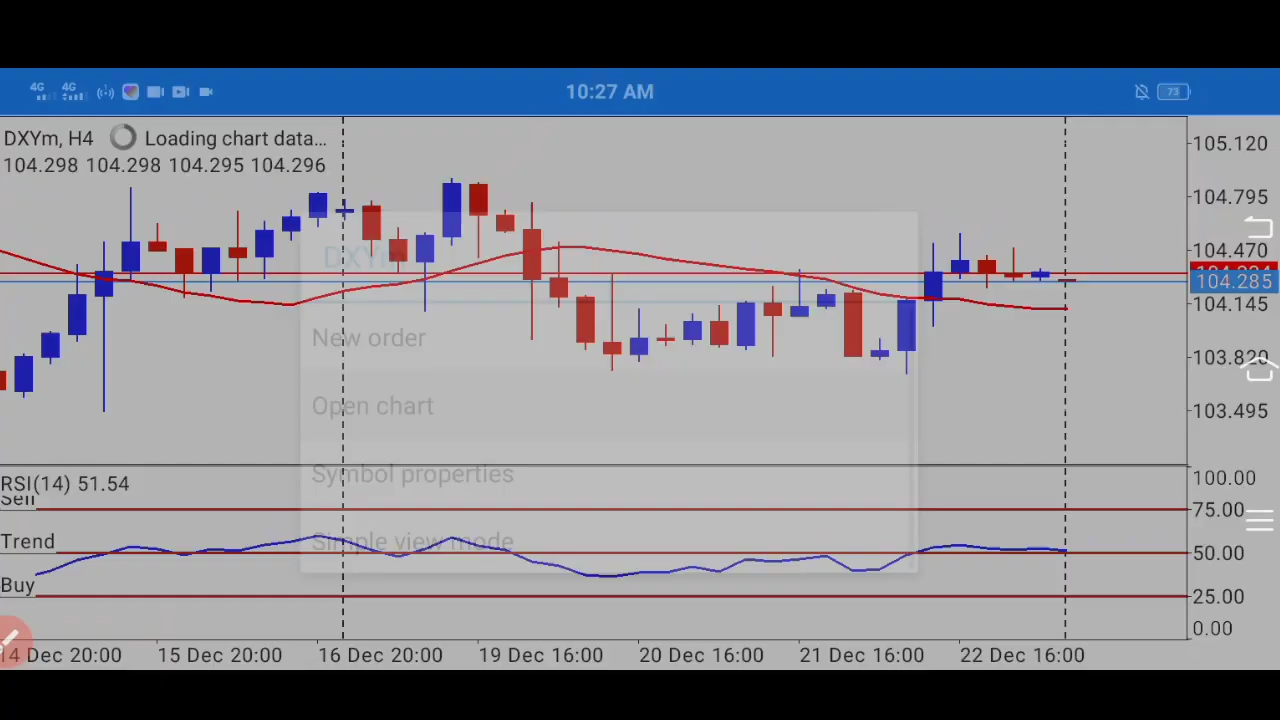 4G 4G 10:27 AM 73
DXYm, H4 Loading chart data...
104.298 104.298 104.295 104.296
105.120
104.795
104.470
104.285
104.145
103.820
103.495
DXYm
New order
Open chart
Symbol properties
Simple view mode
RSI(14) 51.54
100.00
Sell
75.00
Trend
50.00
Buy
25.00
0.00
14 Dec 20:00 15 Dec 20:00 16 Dec 20:00 19 Dec 16:00 20 Dec 16:00 21 Dec 16:00 22 Dec 16:00